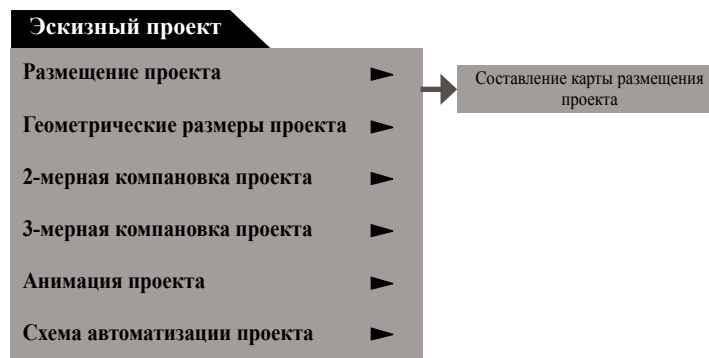 Эскизный проект
Размещение проекта
Составление карты размещения
проекта
Геометрические размеры проекта
2-мерная компановка проекта
3-мерная компановка проекта
Анимация проекта
Схема автоматизации проекта